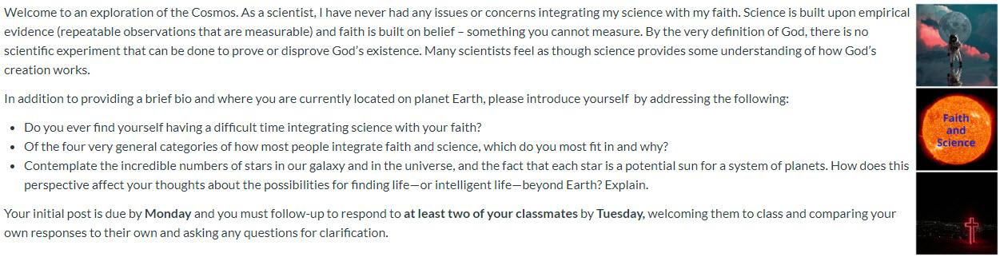 Welcome to an exploration of the Cosmos. As a scientist, I have never had any issues or concerns integrating my science with my faith. Science is built upon empirical
evidence (repeatable observations that are measurable) and faith is built on belief – something you cannot measure. By the very definition of God, there is no
scientific experiment that can be done to prove or disprove God's existence. Many scientists feel as though science provides some understanding of how God's
creation works.
In addition to providing a brief bio and where you are currently located on planet Earth, please introduce yourself by addressing the following:
• Do you ever find yourself having a difficult time integrating science with your faith?
• Of the four very general categories of how most people integrate faith and science, which do you most fit in and why?
• Contemplate the incredible numbers of stars in our galaxy and in the universe, and the fact that each star is a potential sun for a system of planets. How does this
perspective affect your thoughts about the possibilities for finding life—or intelligent life—beyond Earth? Explain.
Your initial post is due by Monday and you must follow-up to respond to at least two of your classmates by Tuesday, welcoming them to class and comparing your
own responses to their own and asking any questions for clarification.
Faith
and
Science